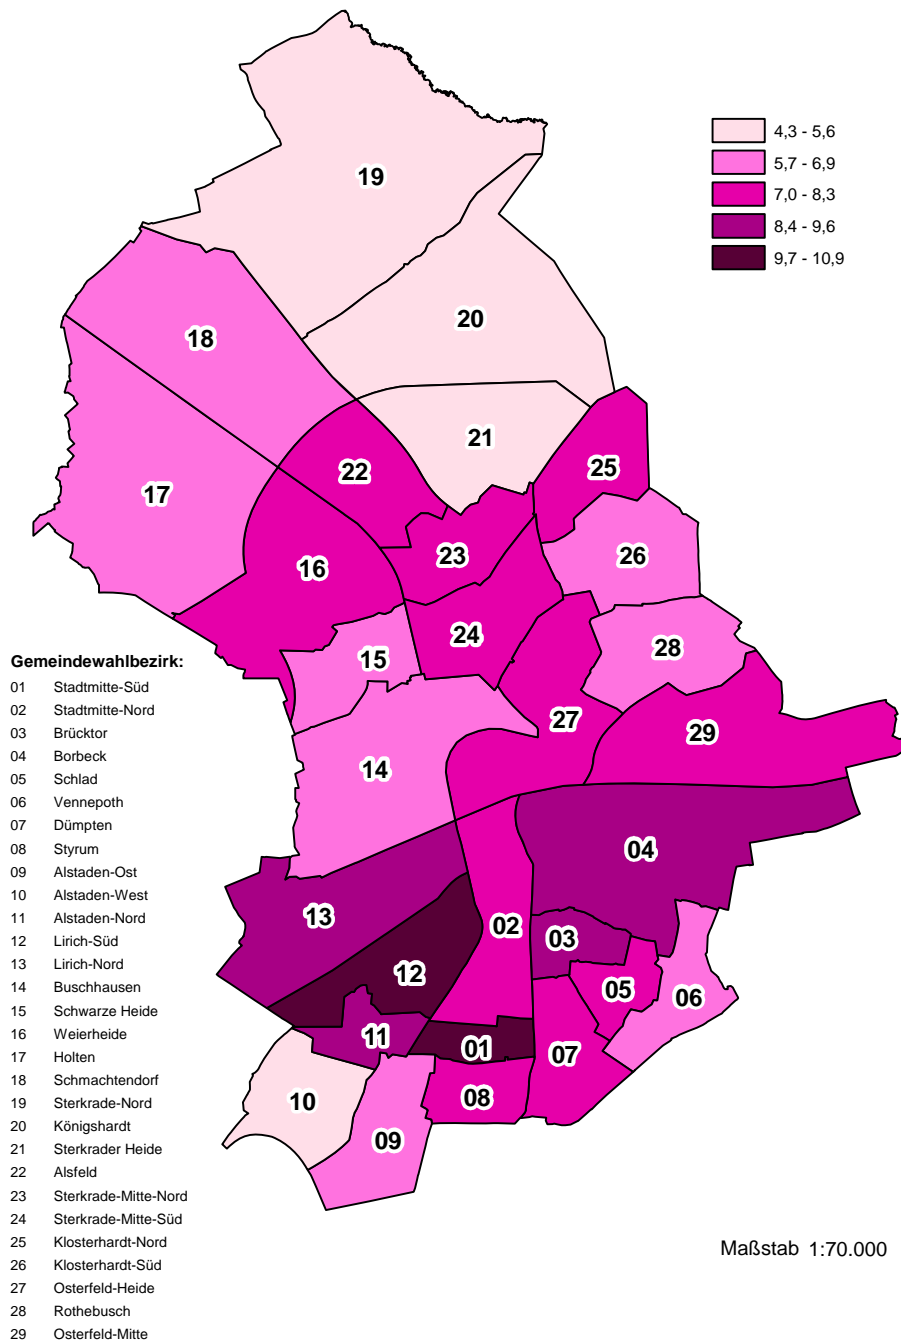 4,3 - 5,6
5,7 - 6,9
7,0 - 8,3
8,4 - 9,6
9,7 - 10,9
19
20
18
21
22
25
17
23
26
16
24
15
28
27
29
14
04
13
02
03
12
05
06
11
01
07
10
08
09
Gemeindewahlbezirk:
01 Stadtmitte-Süd
02 Stadtmitte-Nord
03 Brücktor
04 Borbeck
05 Schlad
06 Vennepoth
07 Dümpten
08 Styrum
09 Alstaden-Ost
10 Alstaden-West
11 Alstaden-Nord
12 Lirich-Süd
13 Lirich-Nord
14 Buschhausen
15 Schwarze Heide
16 Weierheide
17 Holten
18 Schmachtendorf
19 Sterkrade-Nord
20 Königshardt
21 Sterkrader Heide
22 Alsfeld
23 Sterkrade-Mitte-Nord
24 Sterkrade-Mitte-Süd
25 Klosterhardt-Nord
26 Klosterhardt-Süd
27 Osterfeld-Heide
28 Rothebusch
29 Osterfeld-Mitte
Maßstab 1:70.000